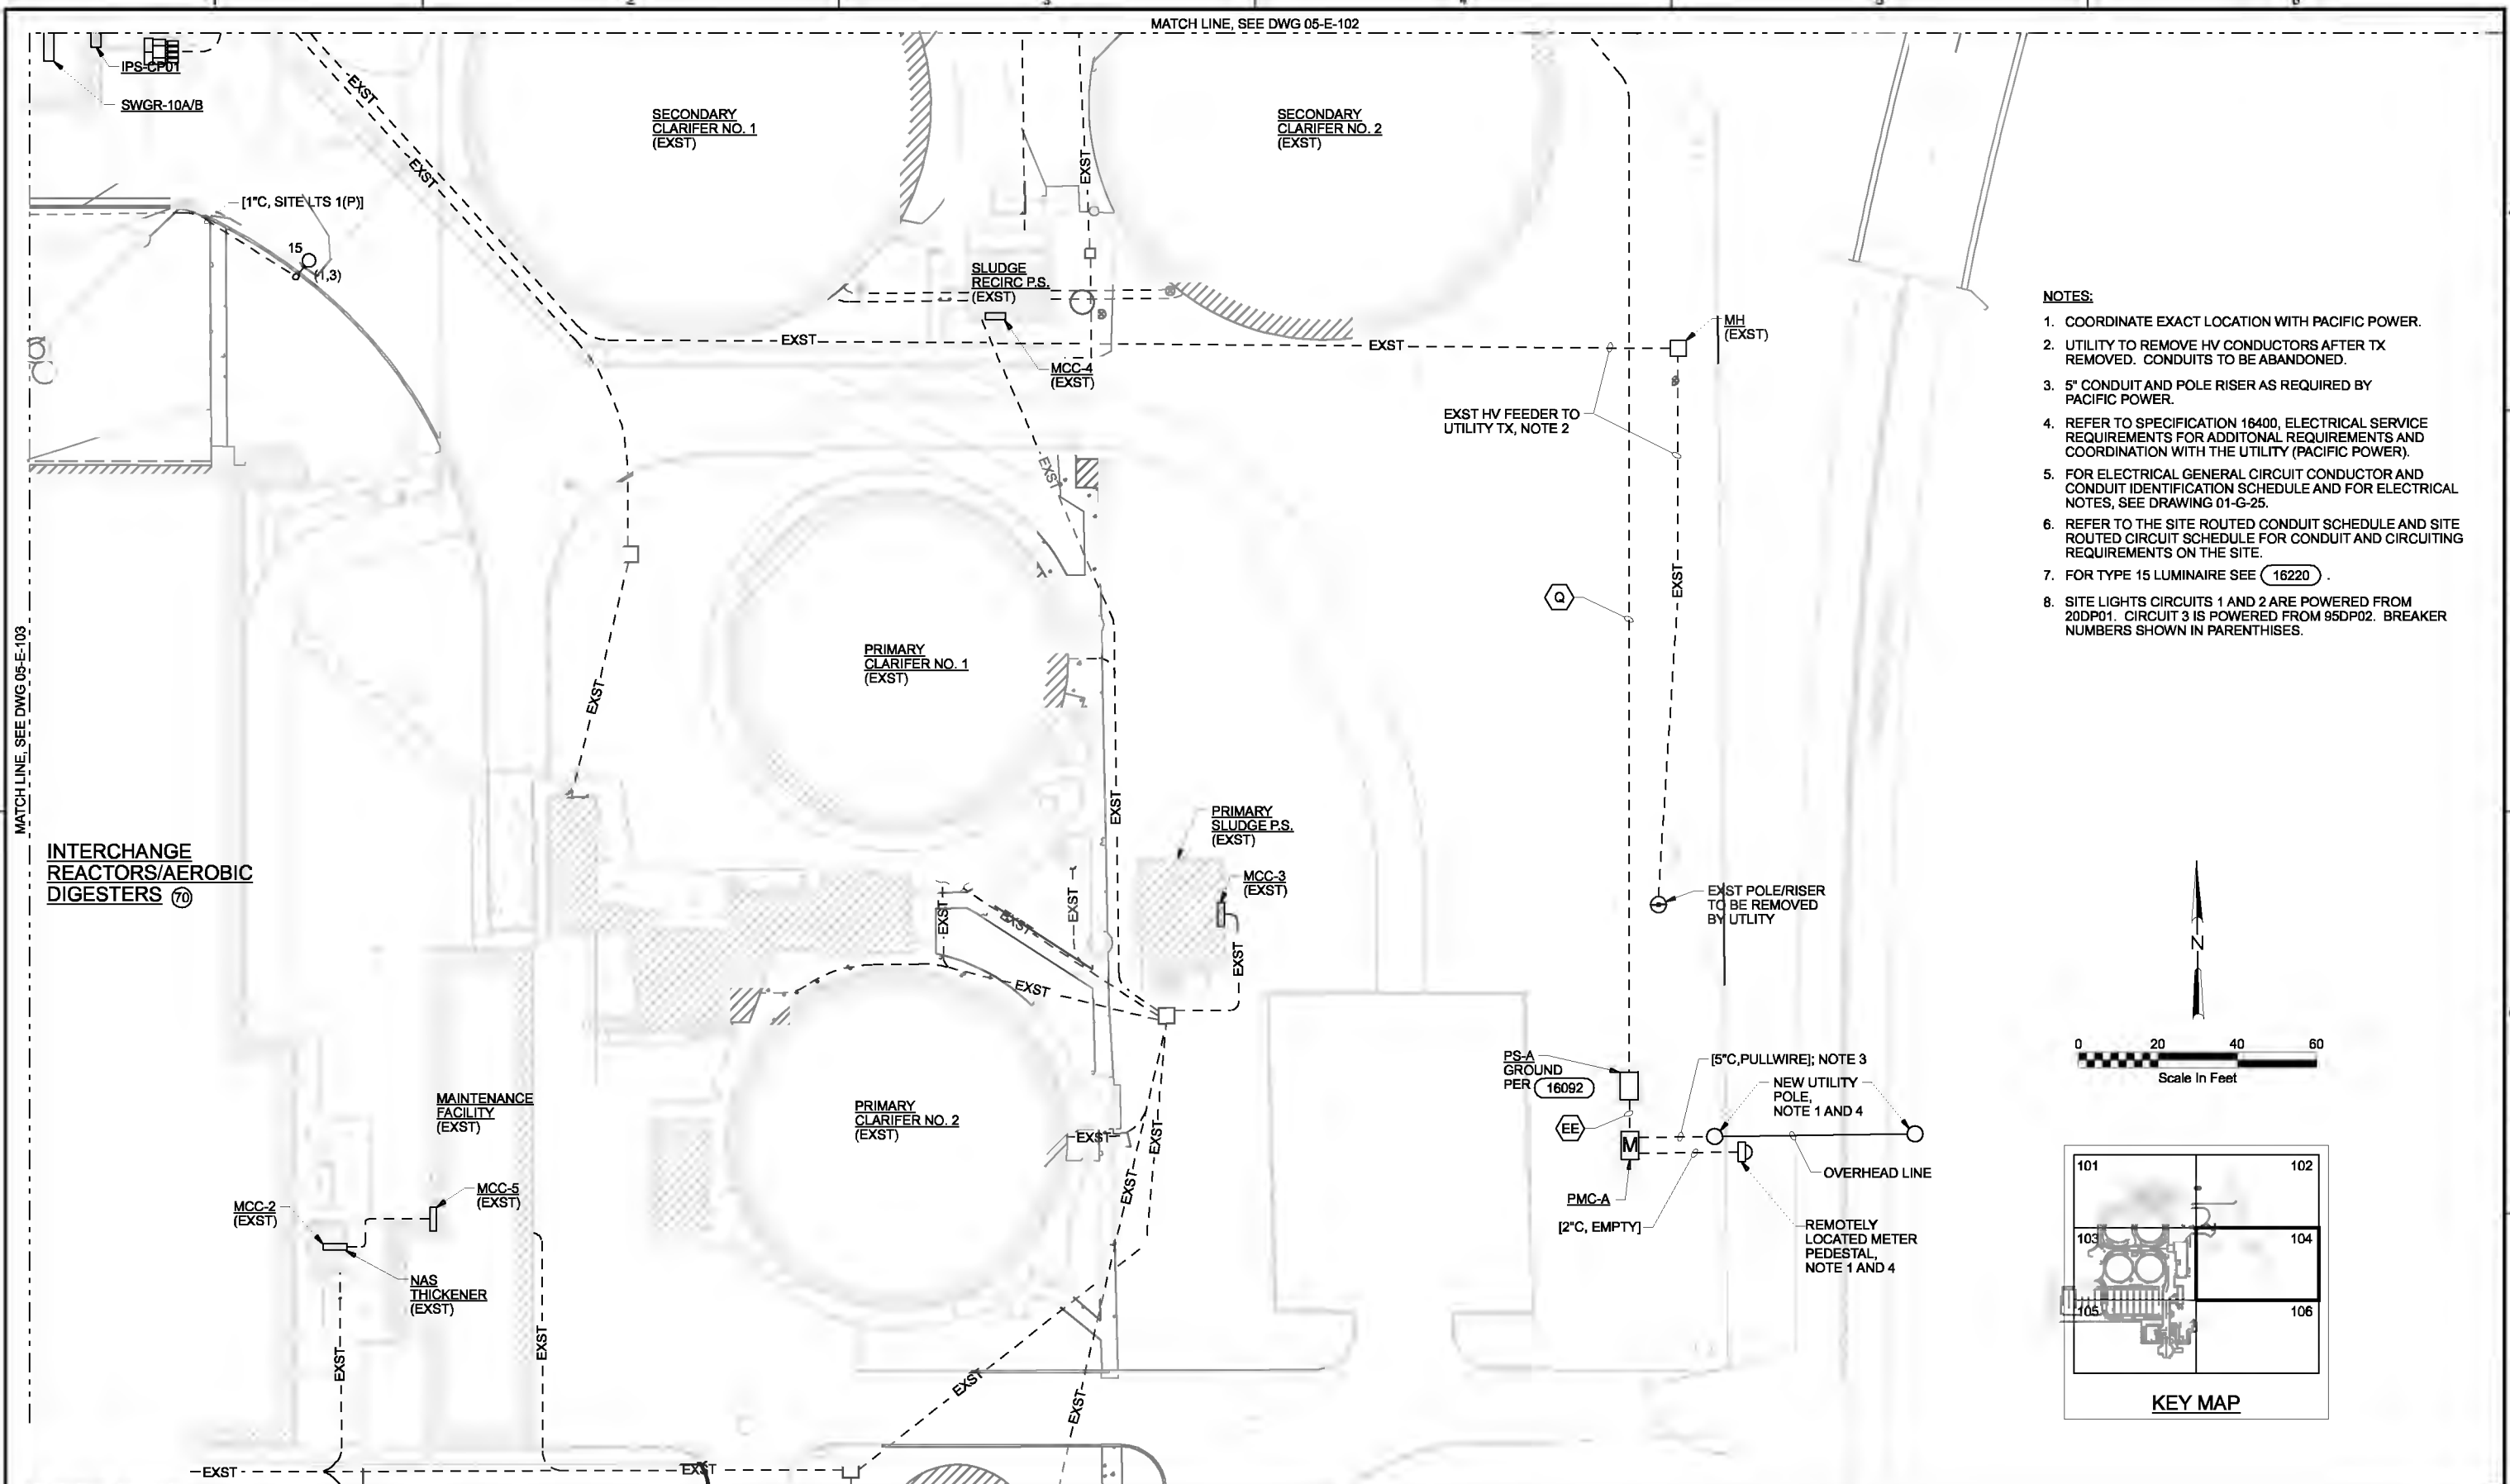 MATCH LINE, SEE DWG 05-E-102
IPS-CP01
SWGR-10A/B
EXST
EXST
SECONDARY
CLARIFER NO. 1
(EXST)
EXST
SECONDARY
CLARIFER NO. 2
(EXST)
[1"C, SITE LTS 1(P)]
15
(1,3)
SLUDGE
RECIRC P.S.
(EXST)
EXST
MCC-4
(EXST)
EXST
MH
(EXST)
EXST HV FEEDER TO
UTILITY TX, NOTE 2
NOTES:
1. COORDINATE EXACT LOCATION WITH PACIFIC POWER.
2. UTILITY TO REMOVE HV CONDUCTORS AFTER TX
REMOVED. CONDUITS TO BE ABANDONED.
3. 5" CONDUIT AND POLE RISER AS REQUIRED BY
PACIFIC POWER.
4. REFER TO SPECIFICATION 16400, ELECTRICAL SERVICE
REQUIREMENTS FOR ADDITONAL REQUIREMENTS AND
COORDINATION WITH THE UTILITY (PACIFIC POWER).
5. FOR ELECTRICAL GENERAL CIRCUIT CONDUCTOR AND
CONDUIT IDENTIFICATION SCHEDULE AND FOR ELECTRICAL
NOTES, SEE DRAWING 01-G-25.
6. REFER TO THE SITE ROUTED CONDUIT SCHEDULE AND SITE
ROUTED CIRCUIT SCHEDULE FOR CONDUIT AND CIRCUITING
REQUIREMENTS ON THE SITE.
7. FOR TYPE 15 LUMINAIRE SEE 16220 .
8. SITE LIGHTS CIRCUITS 1 AND 2 ARE POWERED FROM
20DP01. CIRCUIT 3 IS POWERED FROM 95DP02. BREAKER
NUMBERS SHOWN IN PARENTHISES.
EXST
Q
EXST
MATCH LINE, SEE DWG 05-E-103
PRIMARY
CLARIFER NO. 1
(EXST)
EXST
EXST
PRIMARY
SLUDGE P.S.
(EXST)
INTERCHANGE
REACTORS/AEROBIC
DIGESTERS 70
MCC-3
(EXST)
EXST
EXST
EXST
EXST
EXST
EXST POLE/RISER
TO BE REMOVED
BY UTLITY
N
0 20 40 60
Scale In Feet
MAINTENANCE
FACILITY
(EXST)
PRIMARY
CLARIFER NO. 2
(EXST)
EXST
EXST
EXST
PS-A
GROUND
PER 16092
[5"C,PULLWIRE]; NOTE 3
NEW UTILITY
POLE,
NOTE 1 AND 4
EE
M
OVERHEAD LINE
PMC-A
[2"C, EMPTY]
REMOTELY
LOCATED METER
PEDESTAL,
NOTE 1 AND 4
MCC-2
(EXST)
MCC-5
(EXST)
NAS
THICKENER
(EXST)
EXST
EXST
EXST
EXST
EXST
EXST
101 102
103 104
105 106
KEY MAP